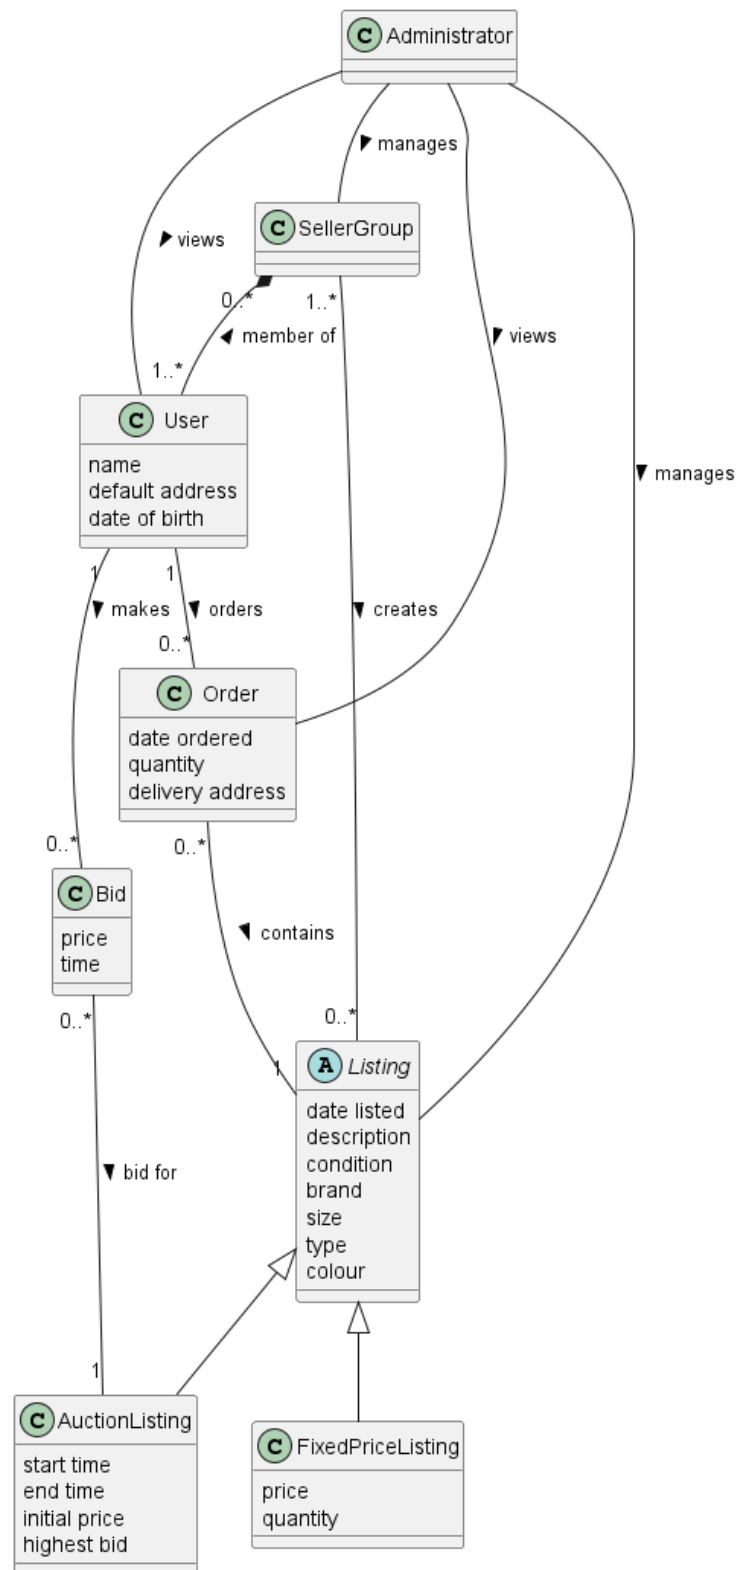 C Administrator
manages
views
C SellerGroup
0..*
1..*
member of
views
1..*
C User
name
default address
date of birth
manages
1
1
makes
orders
creates
0..*
C Order
date ordered
quantity
delivery address
0..*
0..*
C Bid
price
time
contains
0..*
0..*
1
A Listing
date listed
description
condition
brand
size
type
colour
bid for
1
C AuctionListing
start time
end time
initial price
highest bid
C FixedPriceListing
price
quantity